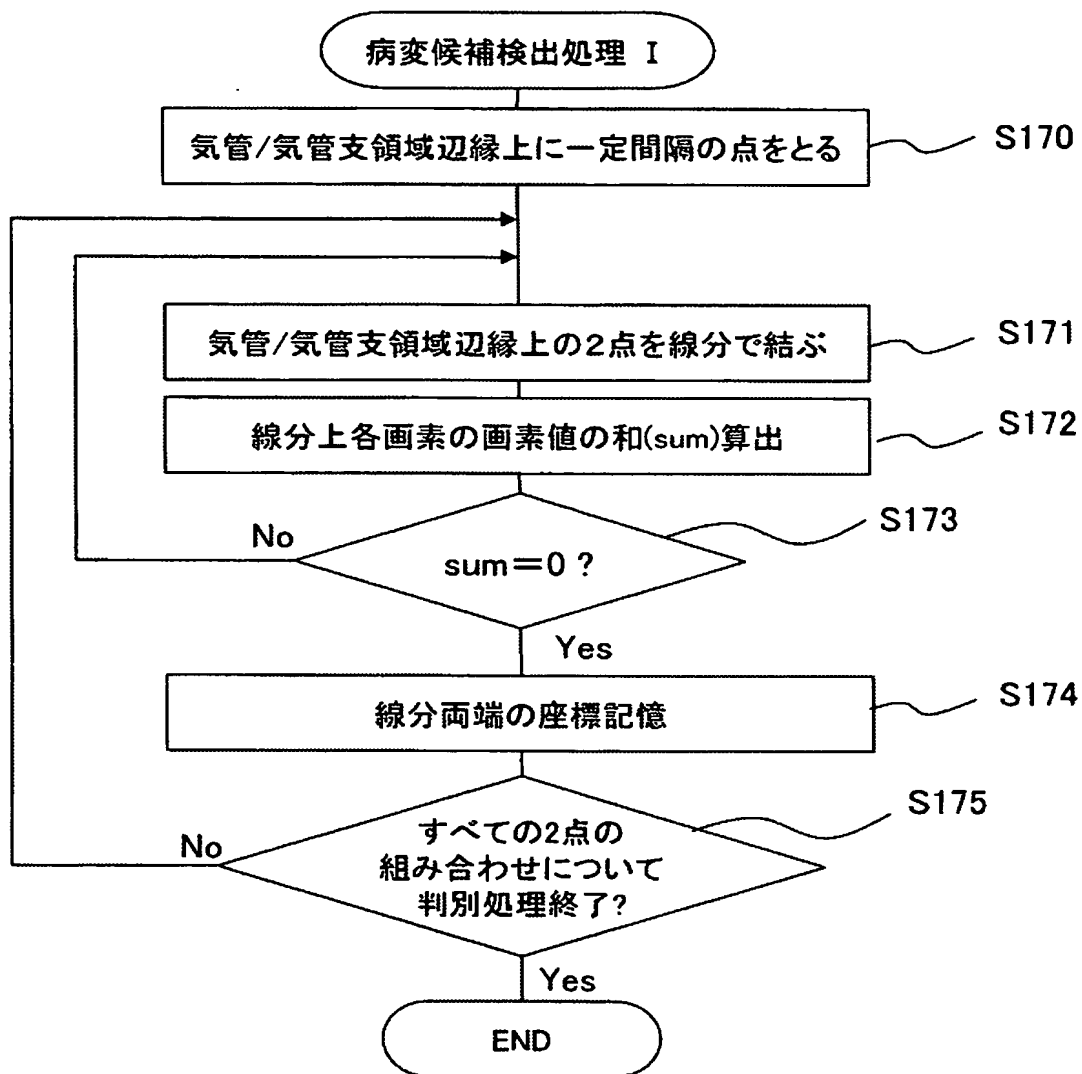 病変候補検出処理 I
気管/気管支領域辺縁上に一定間隔の点をとる
S170
気管/気管支領域辺縁上の2点を線分で結ぶ
S171
線分上各画素の画素値の和(sum)算出
S172
S173
No
sum=0 ?
Yes
線分両端の座標記憶
S174
S175
すべての2点の
No
組み合わせについて
判別処理終了?
Yes
END